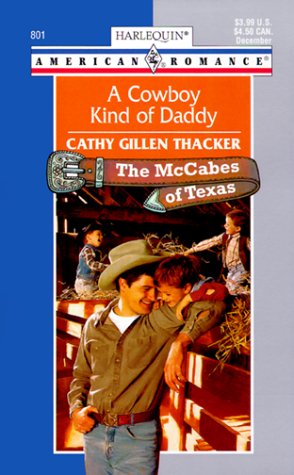 801
HARLEQUIN®
$3.99 U.S.
$4.50 CAN.
December
AMERICAN ROMANCE®
A Cowboy
Kind of Daddy
CATHY GILLEN THACKER
The McCabes
of Texas